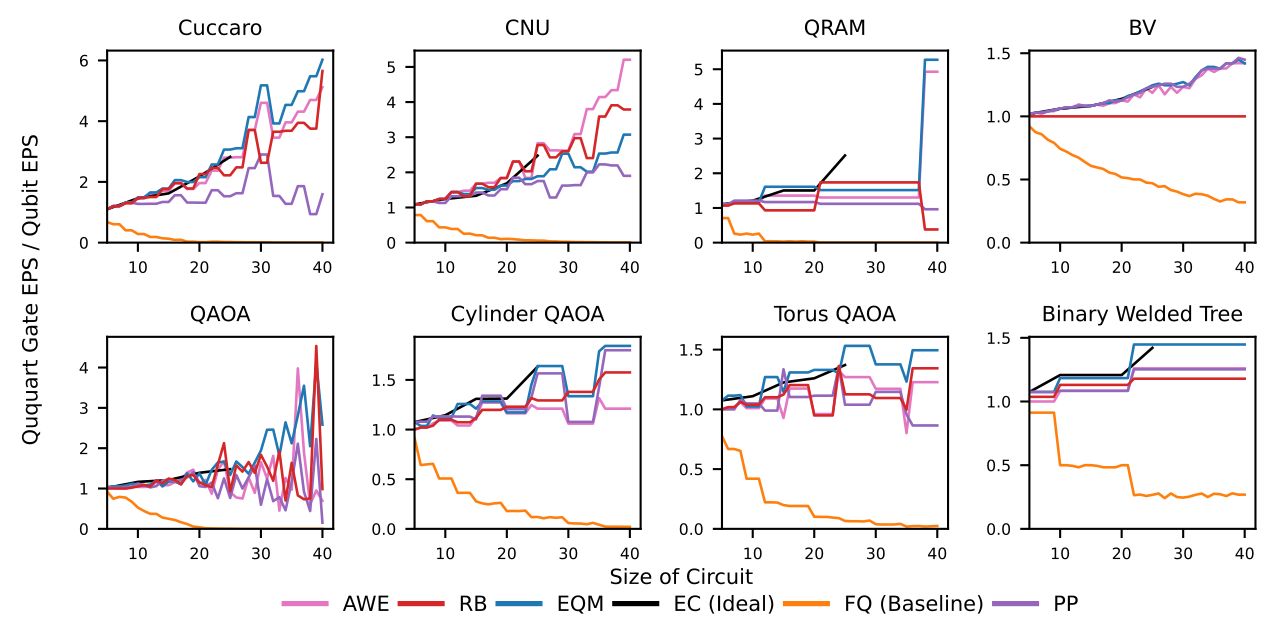 Cuccaro CNU QRAM BV
6 5 5 1.5
4 4 4 1.0
3 3
2 2 2 0.5
1 1
0 0 0 0.0
10 20 30 40 10 20 30 40 10 20 30 40 10 20 30 40
Ququart Gate EPS / Qubit EPS
QAOA Cylinder QAOA Torus QAOA Binary Welded Tree
4 1.5 1.5 1.5
3 1.0 1.0 1.0
2 0.5 0.5 0.5
1
0 0.0 0.0 0.0
10 20 30 40 10 20 30 40 10 20 30 40 10 20 30 40
Size of Circuit
AWE RB EQM EC (Ideal) FQ (Baseline) PP